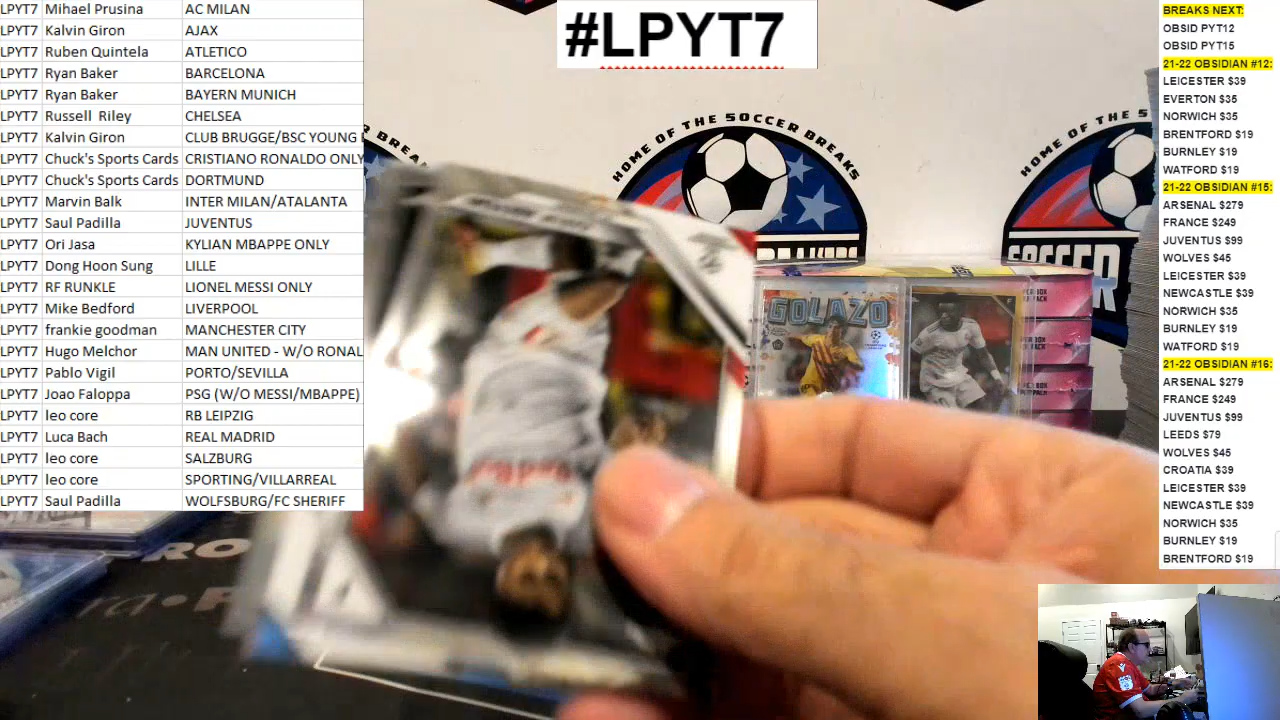 LPYT7 Mihael Prusina AC MILAN
LPYT7 Kalvin Giron AJAX
LPYT7 Ruben Quintela ATLETICO
LPYT7 Ryan Baker BARCELONA
LPYT7 Ryan Baker BAYERN MUNICH
LPYT7 Russell Riley CHELSEA
LPYT7 Kalvin Giron CLUB BRUGGE/BSC YOUNG
LPYT7 Chuck's Sports Cards CRISTIANO RONALDO ONLY
LPYT7 Chuck's Sports Cards DORTMUND
LPYT7 Marvin Balk INTER MILAN/ATALANTA
LPYT7 Saul Padilla JUVENTUS
LPYT7 Ori Jasa KYLIAN MBAPPE ONLY
LPYT7 Dong Hoon Sung LILLE
LPYT7 RF RUNKLE LIONEL MESSI ONLY
LPYT7 Mike Bedford LIVERPOOL
LPYT7 frankie goodman MANCHESTER CITY
LPYT7 Hugo Melchor MAN UNITED - W/O RONAL
LPYT7 Pablo Vigil PORTO/SEVILLA
LPYT7 Joao Faloppa PSG (W/O MESSI/MBAPPE)
LPYT7 leo core RB LEIPZIG
LPYT7 Luca Bach REAL MADRID
LPYT7 leo core SALZBURG
LPYT7 leo core SPORTING/VILLARREAL
LPYT7 Saul Padilla WOLFSBURG/FC SHERIFF
#LPYT7
HOME OF THE SOCCER BREAKS
HOME OF THE S
SOCCER
GOLAZO
BREAKS NEXT:
OBSID PYT12
OBSID PYT15
21-22 OBSIDIAN #12:
LEICESTER $39
EVERTON $35
NORWICH $35
BRENTFORD $19
BURNLEY $19
WATFORD $19
21-22 OBSIDIAN #15:
ARSENAL $279
FRANCE $249
JUVENTUS $99
WOLVES $45
LEICESTER $39
NEWCASTLE $39
NORWICH $35
BURNLEY $19
WATFORD $19
21-22 OBSIDIAN #16:
ARSENAL $279
FRANCE $249
JUVENTUS $99
LEEDS $79
WOLVES $45
CROATIA $39
LEICESTER $39
NEWCASTLE $39
NORWICH $35
BURNLEY $19
BRENTFORD $19